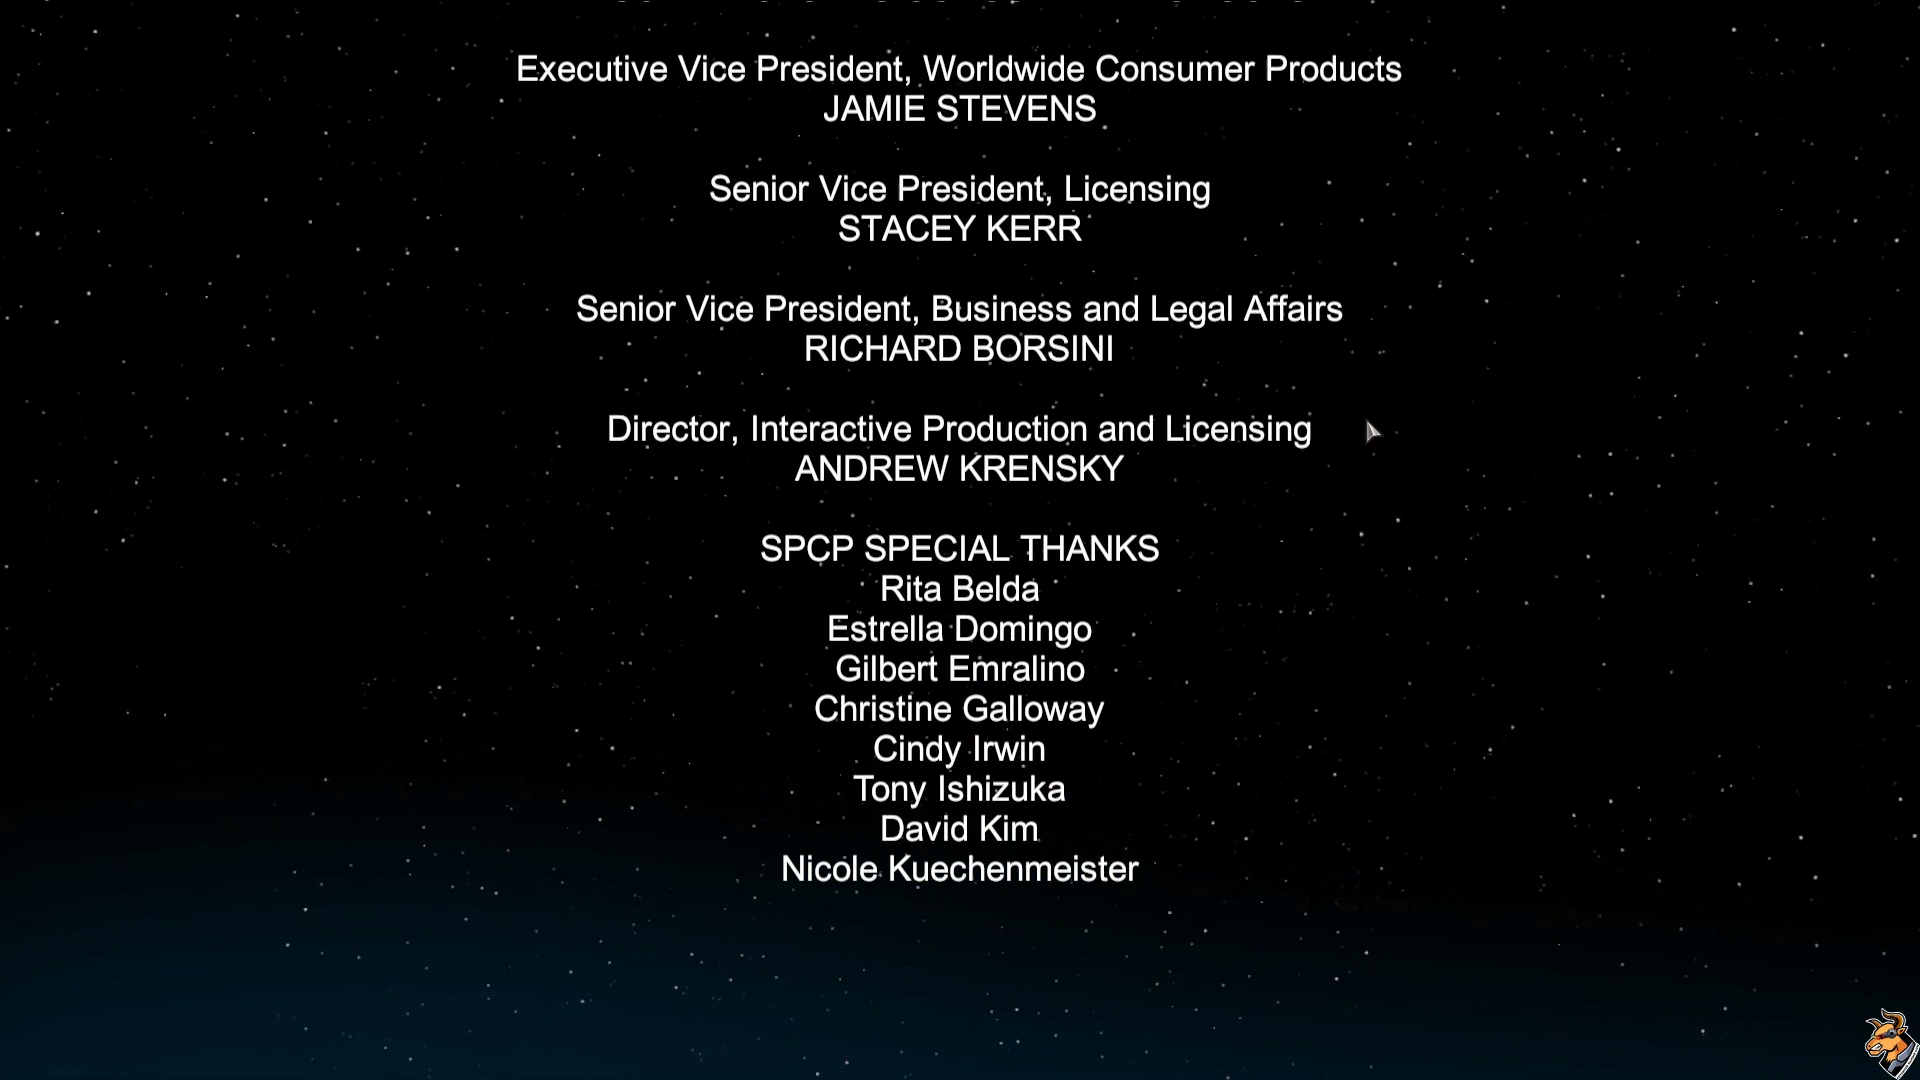 Executive Vice President, Worldwide Consumer Products
JAMIE STEVENS
Senior Vice President, Licensing
STACEY KERR
Senior Vice President, Business and Legal Affairs
RICHARD BORSINI
Director, Interactive Production and Licensing
ANDREW KRENSKY
SPCP SPECIAL THANKS
Rita Belda
Estrella Domingo
Gilbert Emralino
Christine Galloway
Cindy Irwin
Tony Ishizuka
David Kim
Nicole Kuechenmeister